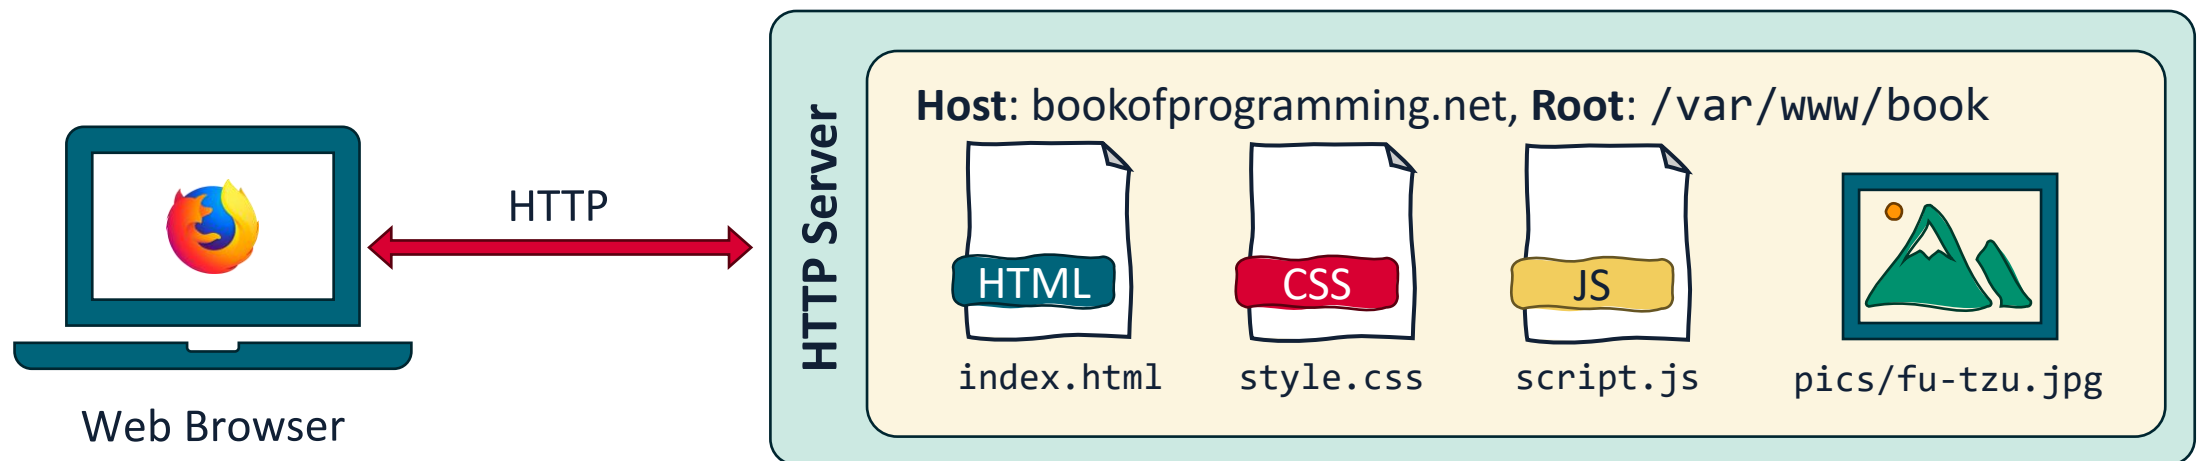 Web Browser
HTTP
HTTP Server
Host: bookofprogramming.net, Root: /var/www/book
HTML
index.html
CSS
style.css
JS
script.js
pics/fu-tzu.jpg